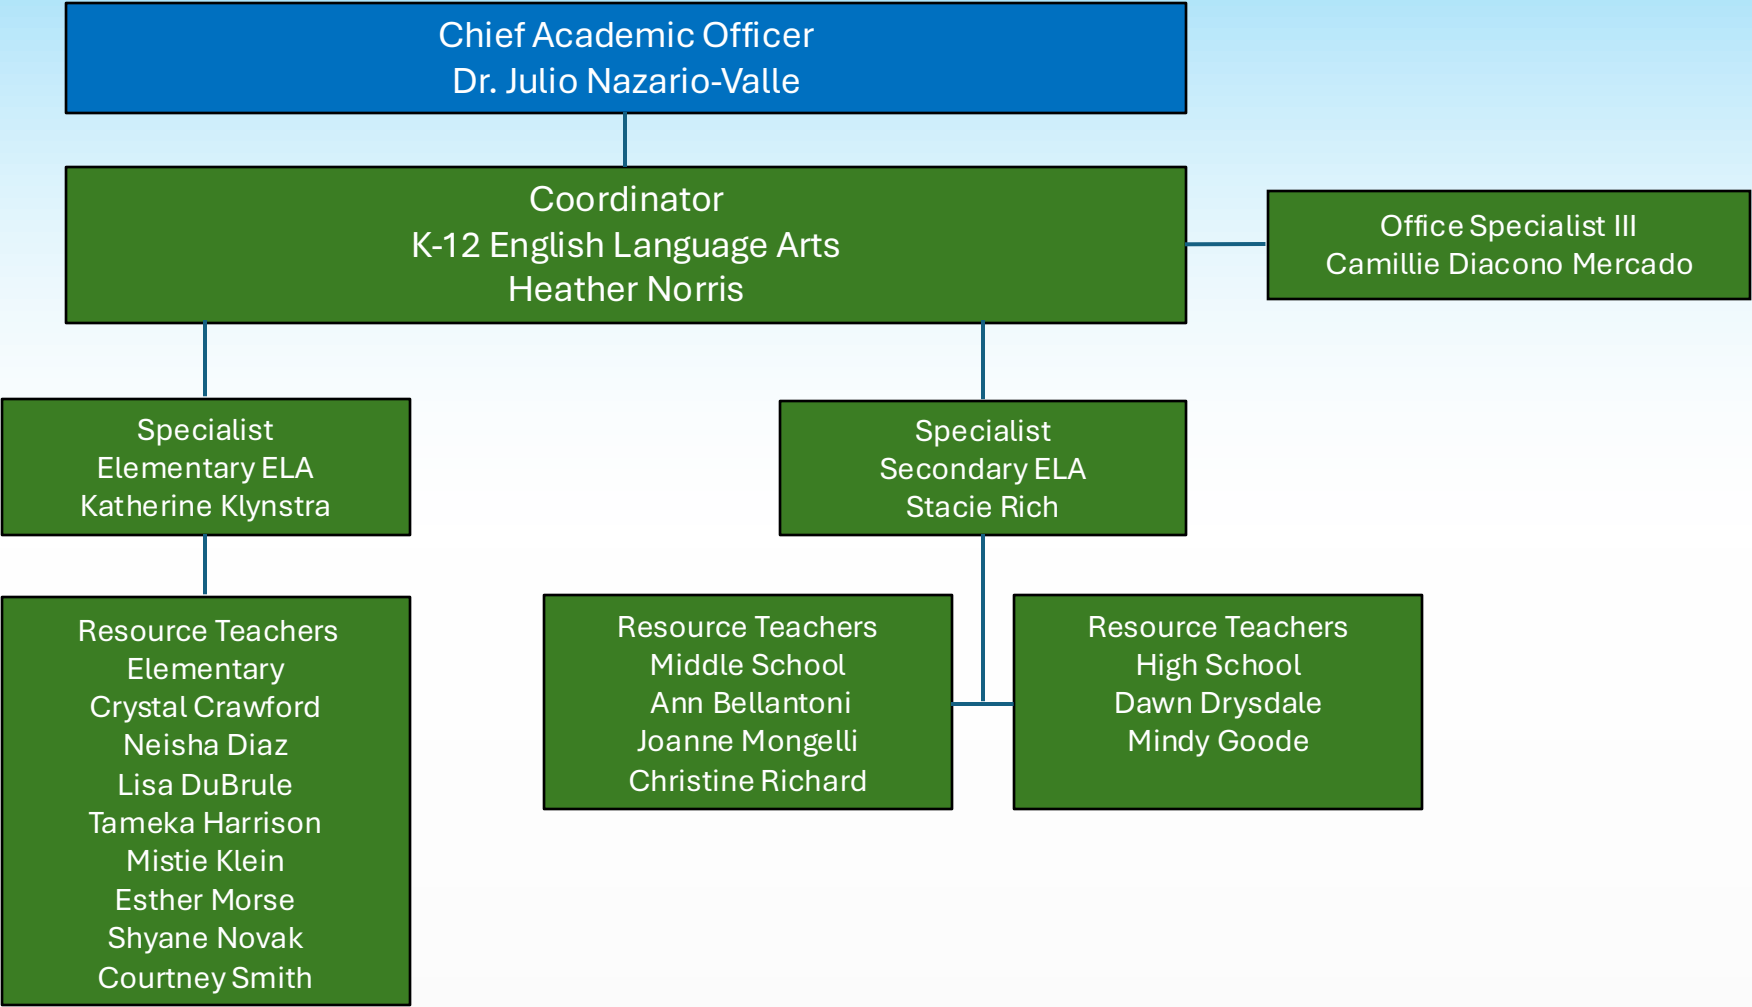 Chief Academic Officer
Dr. Julio Nazario-Valle
Coordinator
K-12 English Language Arts
Heather Norris
Office Specialist III
Camillie Diacono Mercado
Specialist
Elementary ELA
Katherine Klynstra
Specialist
Secondary ELA
Stacie Rich
Resource Teachers
Elementary
Crystal Crawford
Neisha Diaz
Lisa DuBrule
Tameka Harrison
Mistie Klein
Esther Morse
Shyane Novak
Courtney Smith
Resource Teachers
Middle School
Ann Bellantoni
Joanne Mongelli
Christine Richard
Resource Teachers
High School
Dawn Drysdale
Mindy Goode